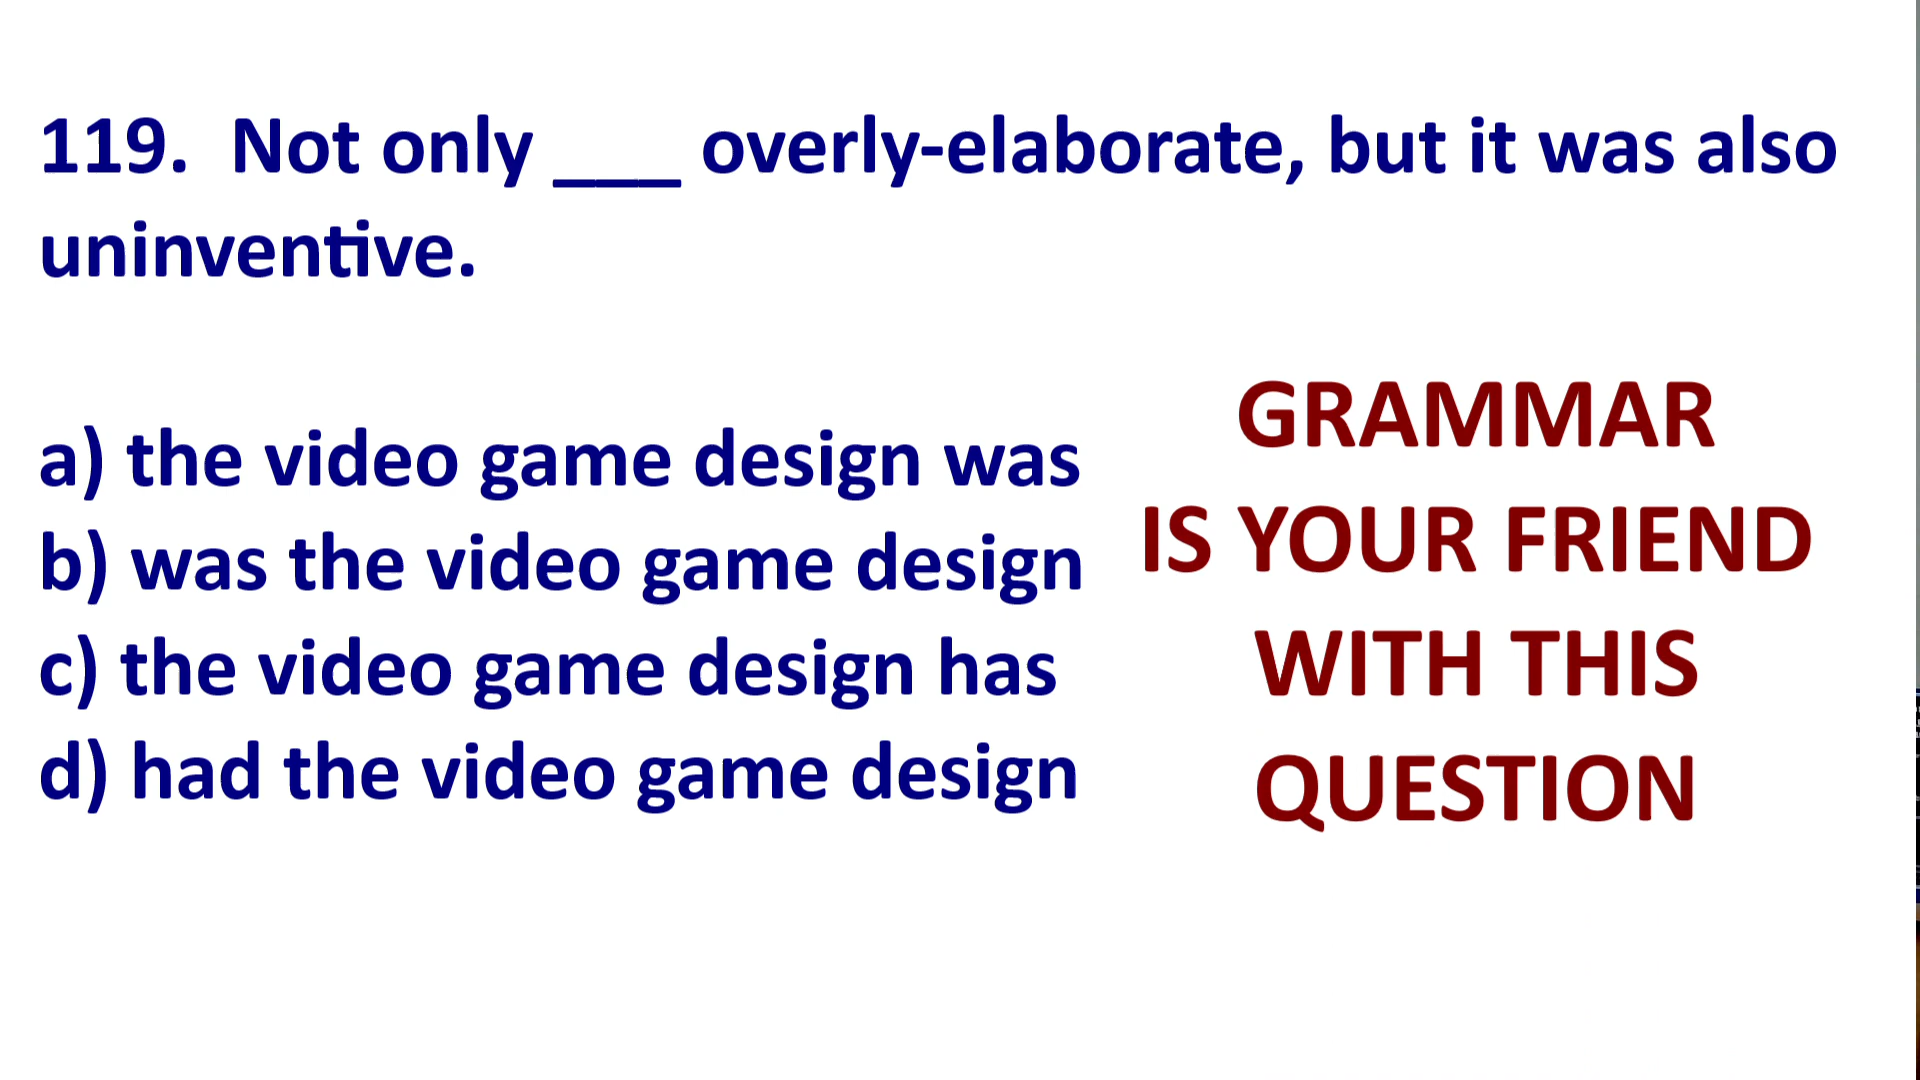 119. Not only ___ overly-elaborate, but it was also
uninventive.
a) the video game design was
b) was the video game design
c) the video game design has
d) had the video game design
GRAMMAR
IS YOUR FRIEND
WITH THIS
QUESTION